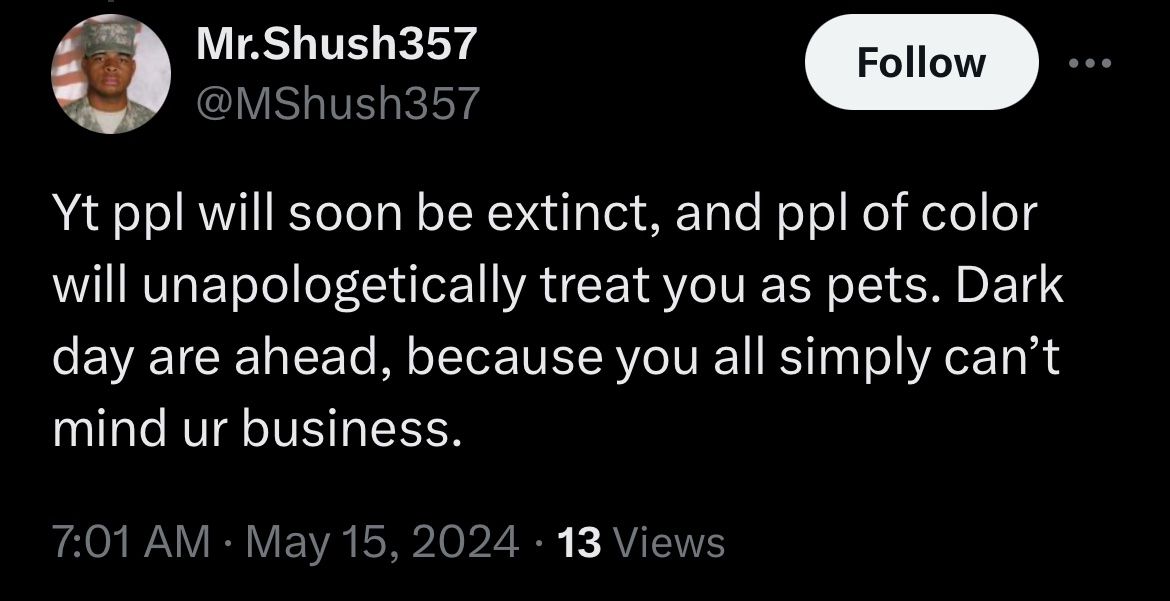 Mr.Shush357
Follow
@MShush357
Yt ppl will soon be extinct, and ppl of color
will unapologetically treat you as pets. Dark
day are ahead, because you all simply can’t
mind ur business.
7:01 AM · May 15, 2024 · 13 Views